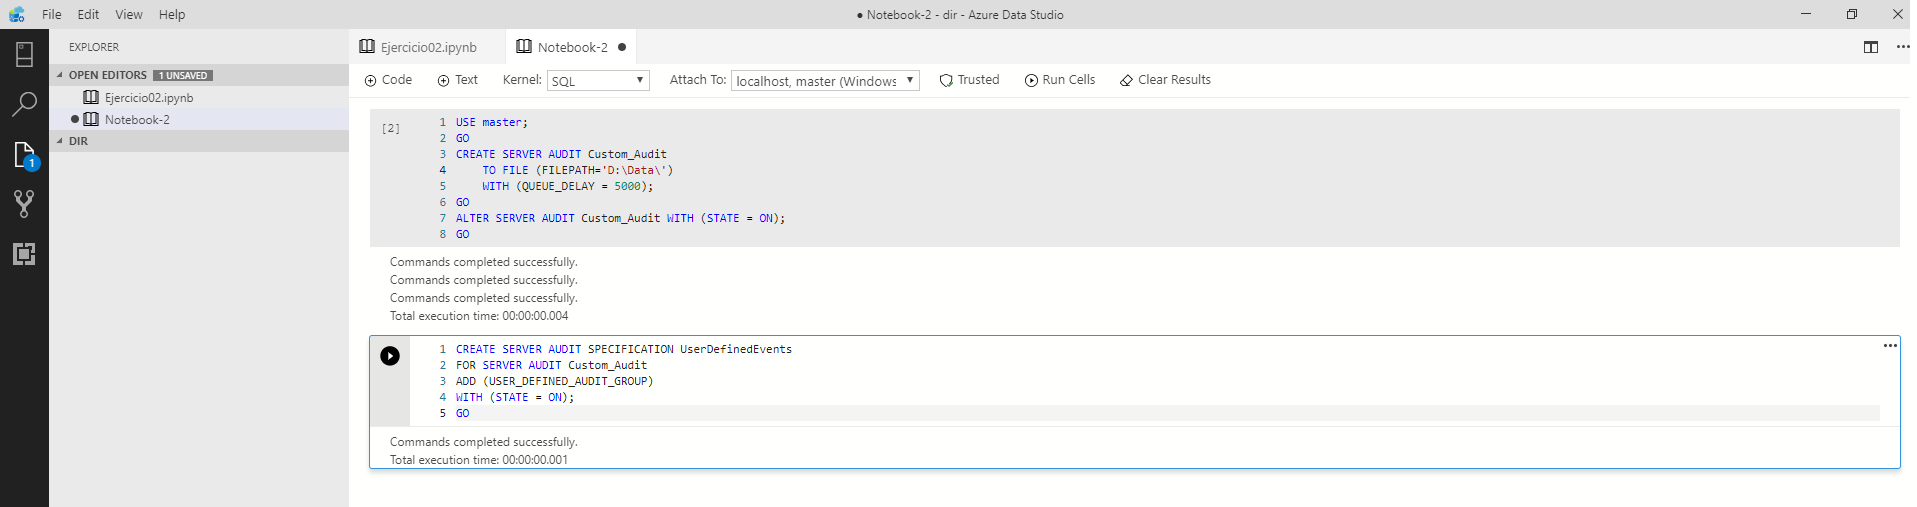 File Edit View Help
● Notebook-2 - dir - Azure Data Studio
EXPLORER
OPEN EDITORS 1 UNSAVED
Ejercicio02.ipynb
● Notebook-2
DIR
1
Ejercicio02.ipynb Notebook-2 ●
Code Text Kernel: SQL Attach To: localhost, master (Windows Trusted Run Cells Clear Results
[2]
1 USE master;
2 GO
3 CREATE SERVER AUDIT Custom_Audit
4 TO FILE (FILEPATH='D:\Data\')
5 WITH (QUEUE_DELAY = 5000);
6 GO
7 ALTER SERVER AUDIT Custom_Audit WITH (STATE = ON);
8 GO
Commands completed successfully.
Commands completed successfully.
Commands completed successfully.
Total execution time: 00:00:00.004
1 CREATE SERVER AUDIT SPECIFICATION UserDefinedEvents
2 FOR SERVER AUDIT Custom_Audit
3 ADD (USER_DEFINED_AUDIT_GROUP)
4 WITH (STATE = ON);
5 GO
Commands completed successfully.
Total execution time: 00:00:00.001